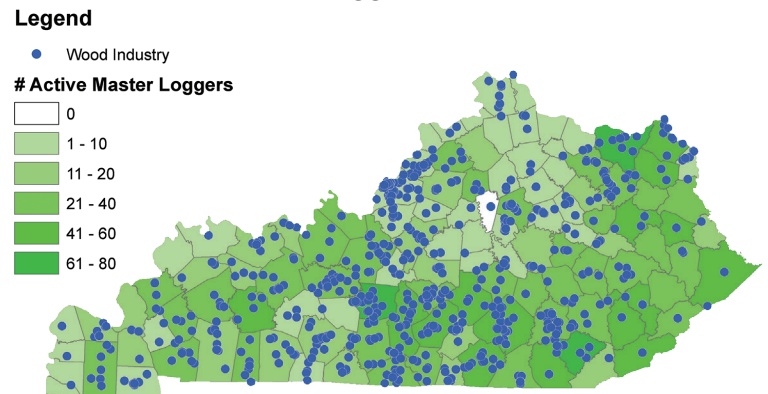 Legend
Wood Industry
# Active Master Loggers
0
1 - 10
11 - 20
21 - 40
41 - 60
61 - 80